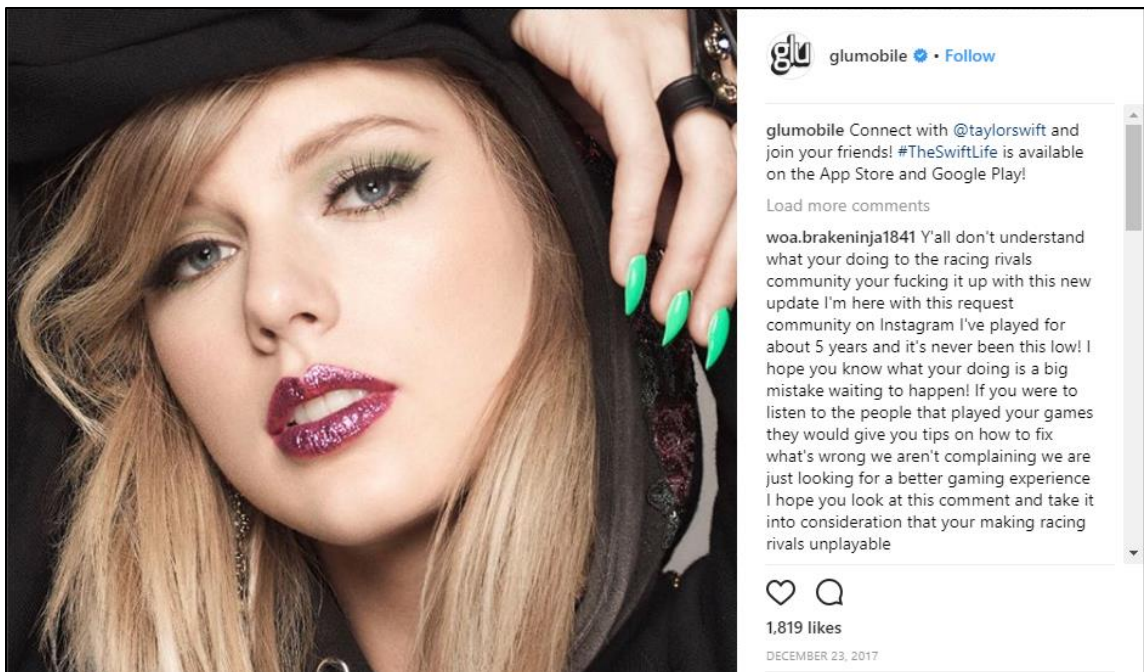 glu
glumobile • Follow
glumobile Connect with @taylorswift and
join your friends! #TheSwiftLife is available
on the App Store and Google Play!
Load more comments
woa.brakeninja1841 Y'all don't understand
what your doing to the racing rivals
community your fucking it up with this new
update I'm here with this request
community on Instagram I've played for
about 5 years and it's never been this low! I
hope you know what your doing is a big
mistake waiting to happen! If you were to
listen to the people that played your games
they would give you tips on how to fix
what's wrong we aren't complaining we are
just looking for a better gaming experience
I hope you look at this comment and take it
into consideration that your making racing
rivals unplayable
1,819 likes
DECEMBER 23, 2017